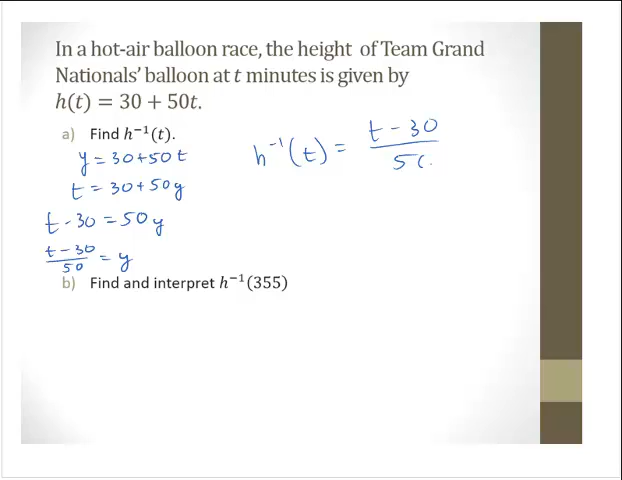 In a hot-air balloon race, the height of Team Grand
Nationals' balloon at t minutes is given by
h(t) = 30 + 50t.
a) Find h⁻¹(t).
y = 30+50t
t = 30+50y
t - 30 = 50y
t - 30 / 50 = y
h⁻¹(t) = t - 30 / 50
b) Find and interpret h⁻¹(355)